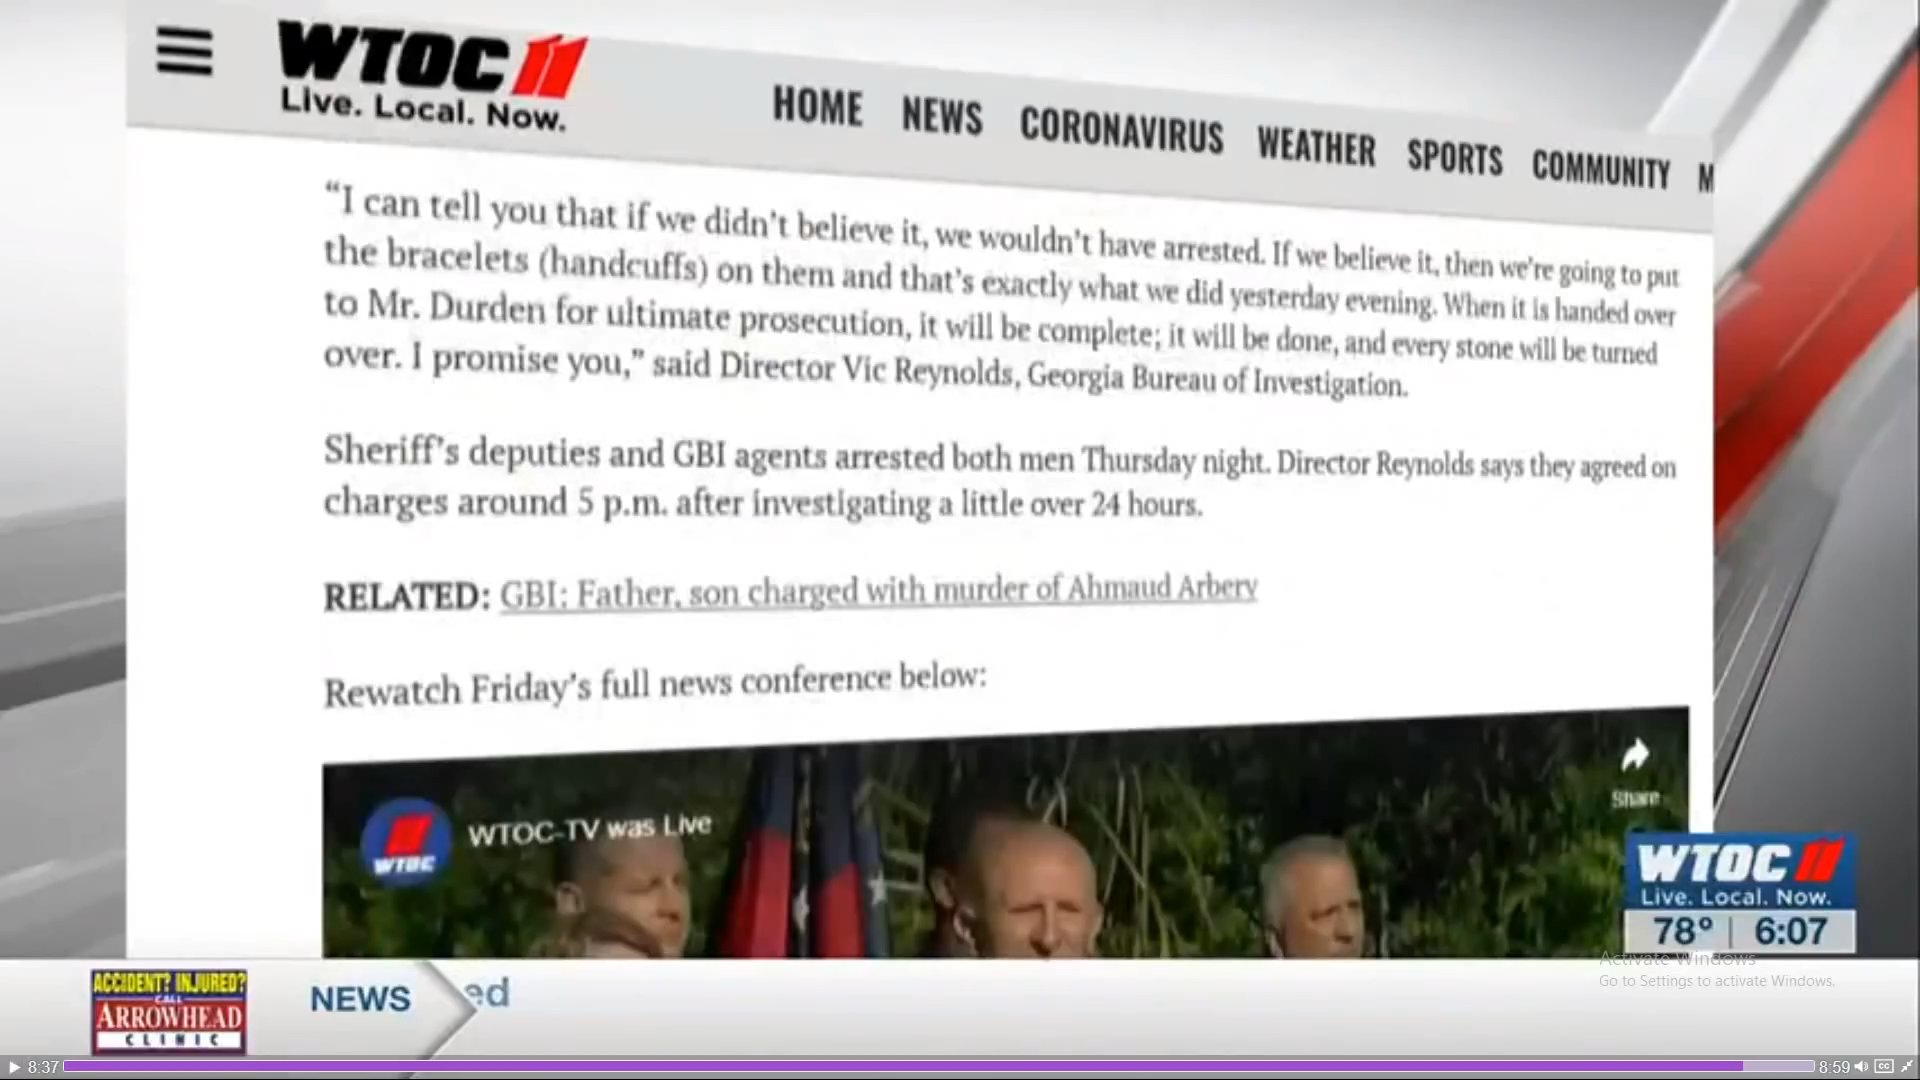 WTOC 11
Live. Local. Now.
HOME NEWS CORONAVIRUS WEATHER SPORTS COMMUNITY M
“I can tell you that if we didn’t believe it, we wouldn’t have arrested. If we believe it, then we’re going to put
the bracelets (handcuffs) on them and that’s exactly what we did yesterday evening. When it is handed over
to Mr. Durden for ultimate prosecution, it will be complete; it will be done, and every stone will be turned
over. I promise you,” said Director Vic Reynolds, Georgia Bureau of Investigation.
Sheriff’s deputies and GBI agents arrested both men Thursday night. Director Reynolds says they agreed on
charges around 5 p.m. after investigating a little over 24 hours.
RELATED: GBI: Father, son charged with murder of Ahmaud Arbery
Rewatch Friday’s full news conference below:
WTOC
WTOC-TV was Live
Share
WTOC 11
Live. Local. Now.
78° 6:07
Activate Windows
Go to Settings to activate Windows.
ACCIDENT? INJURED?
CALL
ARROWHEAD
CLINIC
NEWS ed
8:37 8:59 CC